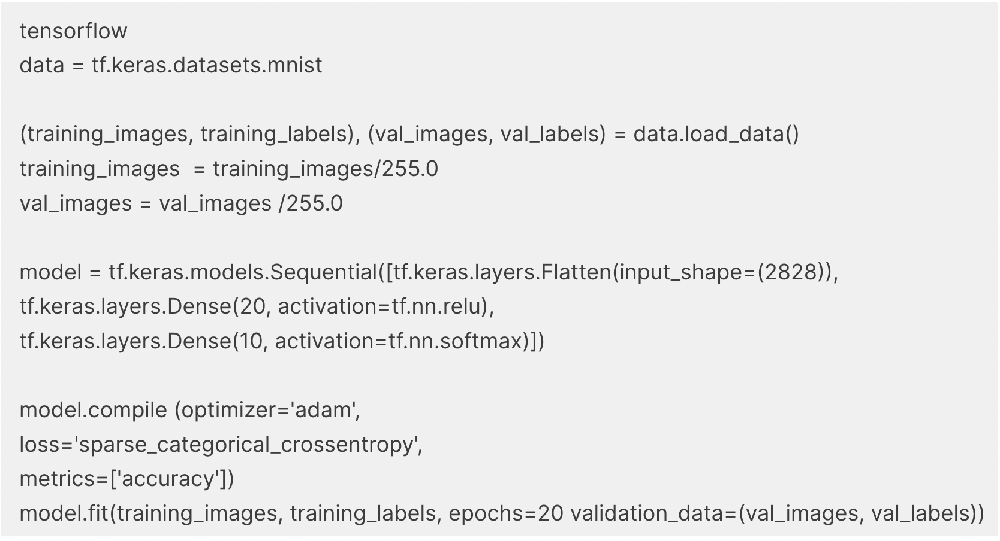 tensorflow
data = tf.keras.datasets.mnist
(training_images, training_labels), (val_images, val_labels) = data.load_data()
training_images  = training_images/255.0
val_images = val_images /255.0
model = tf.keras.models.Sequential([tf.keras.layers.Flatten(input_shape=(2828)),
tf.keras.layers.Dense(20, activation=tf.nn.relu),
tf.keras.layers.Dense(10, activation=tf.nn.softmax)])
model.compile (optimizer='adam',
loss='sparse_categorical_crossentropy',
metrics=['accuracy'])
model.fit(training_images, training_labels, epochs=20 validation_data=(val_images, val_labels))